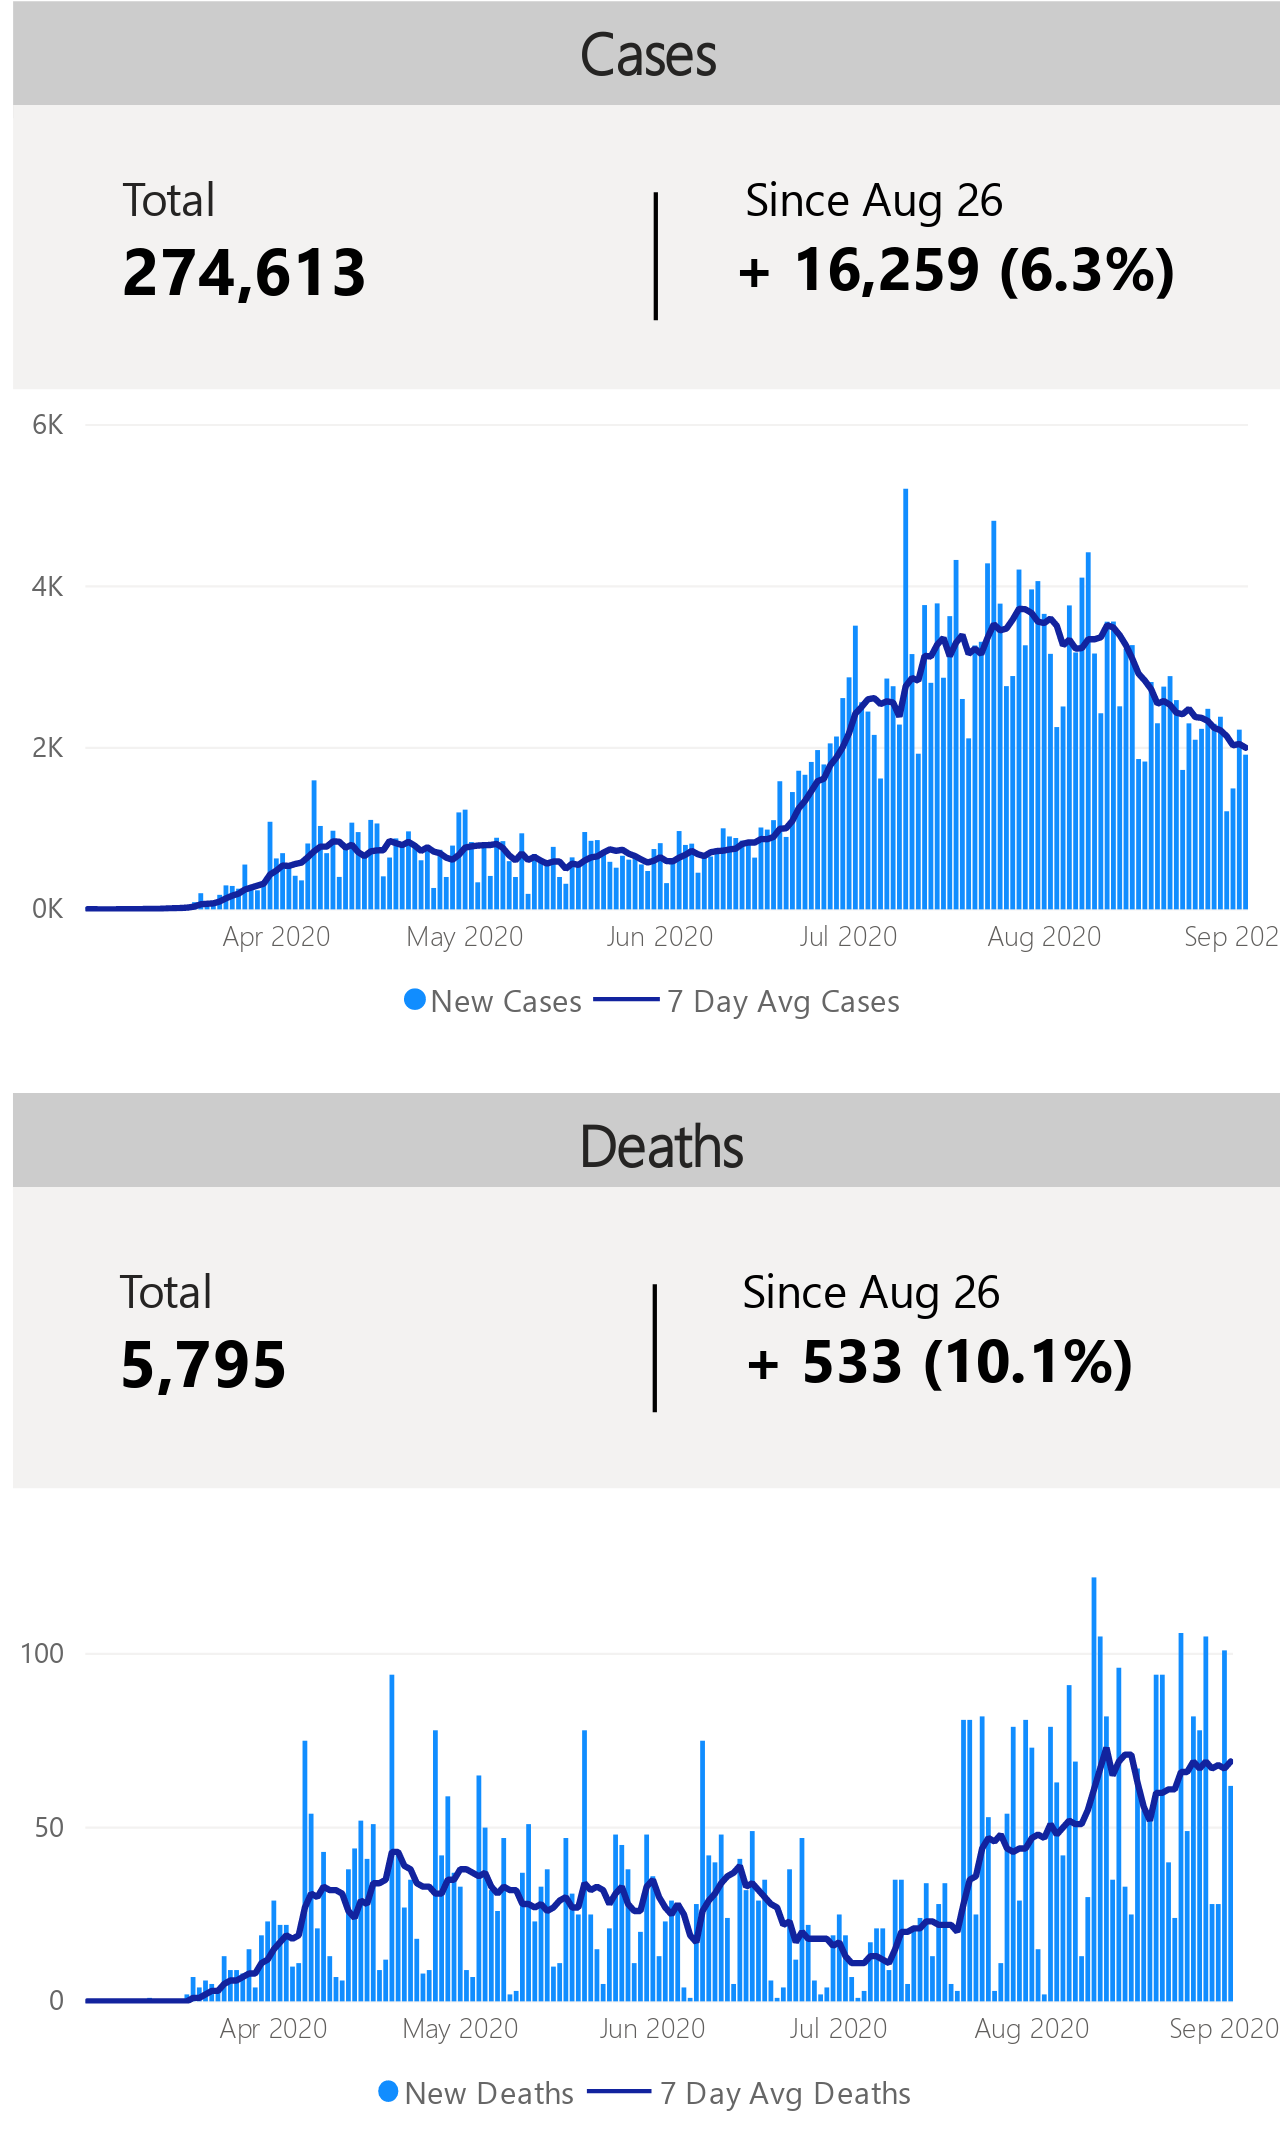 Cases
Total
274,613
Since Aug 26
+ 16,259 (6.3%)
6K
4K
2K
0K
Apr 2020 May 2020 Jun 2020 Jul 2020 Aug 2020 Sep 202
New Cases 7 Day Avg Cases
Deaths
Total
5,795
Since Aug 26
+ 533 (10.1%)
100
50
0
Apr 2020 May 2020 Jun 2020 Jul 2020 Aug 2020 Sep 2020
New Deaths 7 Day Avg Deaths